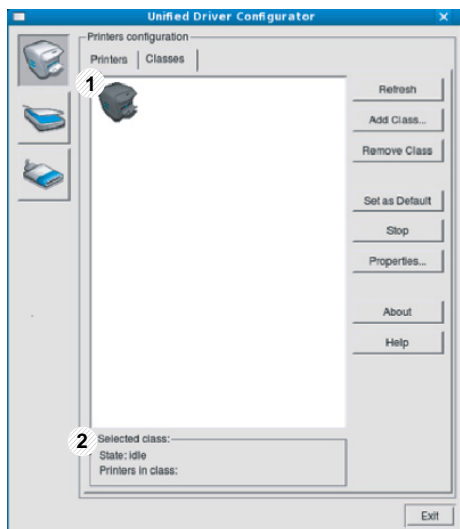 Unified Driver Configurator
Printers configuration
Printers
Classes
1
Refresh
Add Class...
Remove Class
Set as Default
Stop
Properties...
About
Help
2
Selected class:
State: idle
Printers in class:
Exit